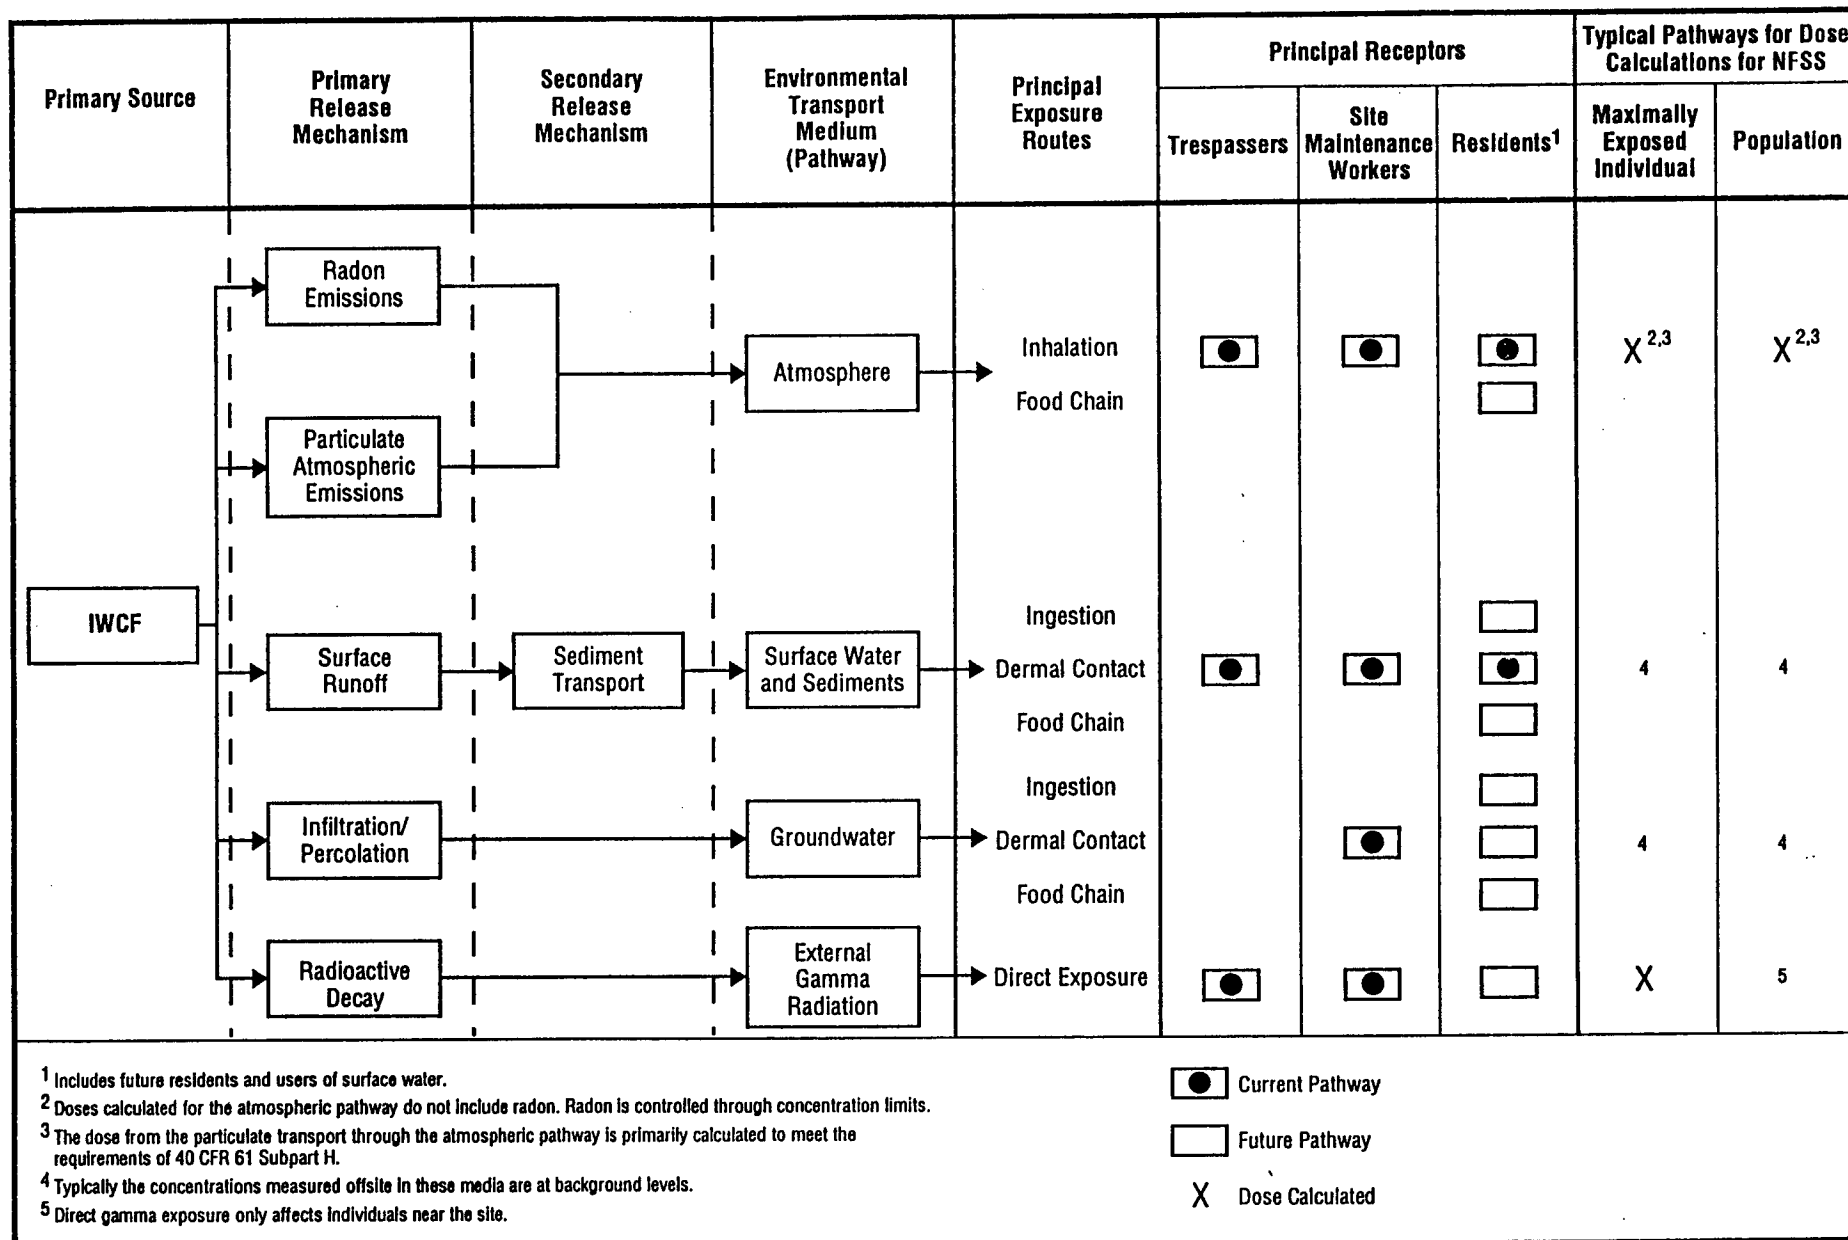 Primary Source
Primary
Release
Mechanism
Secondary
Release
Mechanism
Environmental
Transport
Medium
(Pathway)
Principal
Exposure
Routes
Principal Receptors
Trespassers
Site
Maintenance
Workers
Residents1
Typical Pathways for Dose
Calculations for NFSS
Maximally
Exposed
Individual
Population
IWCF
Radon
Emissions
Particulate
Atmospheric
Emissions
Atmosphere
Inhalation
Food Chain
X 2,3
X 2,3
Surface
Runoff
Sediment
Transport
Surface Water
and Sediments
Ingestion
Dermal Contact
Food Chain
4
4
Infiltration/
Percolation
Groundwater
Ingestion
Dermal Contact
Food Chain
4
4
Radioactive
Decay
External
Gamma
Radiation
Direct Exposure
X
5
1 Includes future residents and users of surface water.
2 Doses calculated for the atmospheric pathway do not include radon. Radon is controlled through concentration limits.
3 The dose from the particulate transport through the atmospheric pathway is primarily calculated to meet the
requirements of 40 CFR 61 Subpart H.
4 Typically the concentrations measured offsite in these media are at background levels.
5 Direct gamma exposure only affects individuals near the site.
Current Pathway
Future Pathway
X Dose Calculated